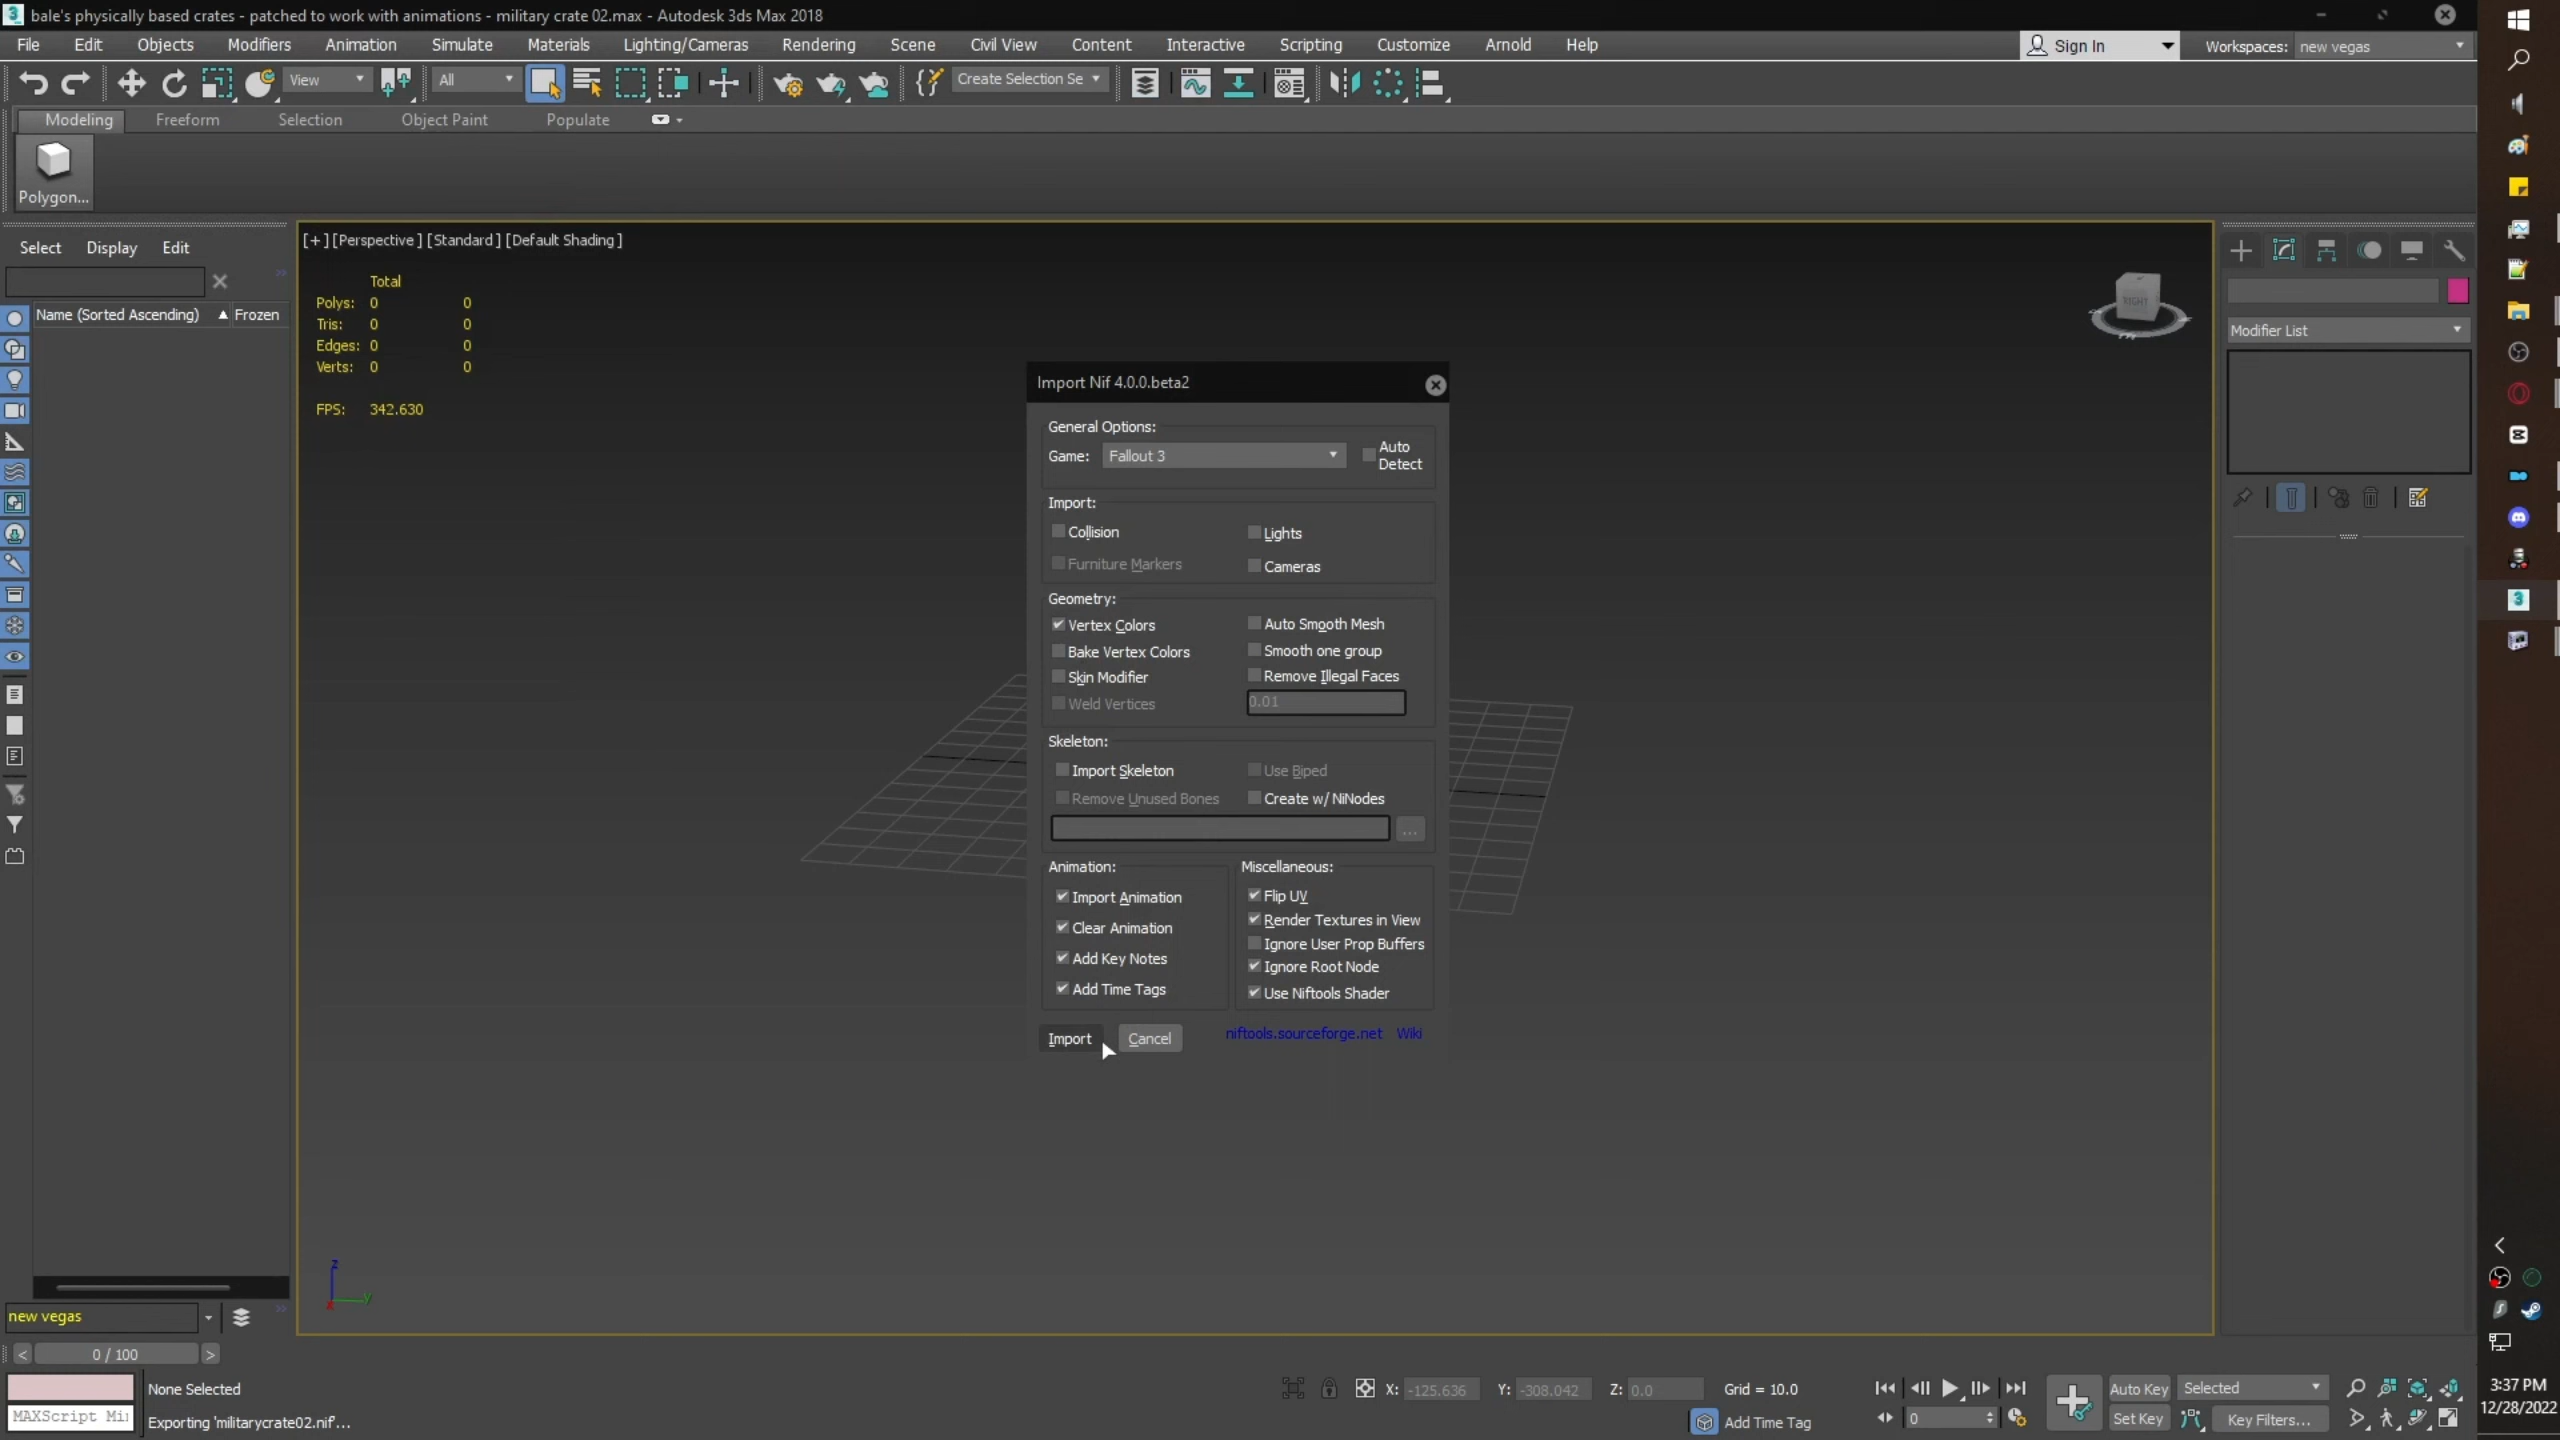 bale's physically based crates - patched to work with animations - military crate 02.max - Autodesk 3ds Max 2018
File Edit Objects Modifiers Animation Simulate Materials Lighting/Cameras Rendering Scene Civil View Content Interactive Scripting Customize Arnold Help
Sign In
Workspaces: new vegas
View
All
Create Selection Se
Modeling Freeform Selection Object Paint Populate
Polygon...
Select Display Edit
Name (Sorted Ascending) Frozen
[+] [Perspective] [Standard] [Default Shading]
Total
Polys: 0 0
Tris: 0 0
Edges: 0 0
Verts: 0 0
FPS: 342.630
RIGHT
Modifier List
Import Nif 4.0.0.beta2
General Options:
Game: Fallout 3
Auto Detect
Import:
Collision
Lights
Furniture Markers
Cameras
Geometry:
Vertex Colors
Auto Smooth Mesh
Bake Vertex Colors
Smooth one group
Skin Modifier
Remove Illegal Faces
Weld Vertices
0.01
Skeleton:
Import Skeleton
Use Biped
Remove Unused Bones
Create w/ NiNodes
...
Animation:
Import Animation
Clear Animation
Add Key Notes
Add Time Tags
Miscellaneous:
Flip UV
Render Textures in View
Ignore User Prop Buffers
Ignore Root Node
Use Niftools Shader
Import
Cancel
niftools.sourceforge.net Wiki
z
x
y
new vegas
< 0 / 100 >
None Selected
MAXScript Mi
Exporting 'militarycrate02.nif'...
X: -125.636 Y: -308.042 Z: 0.0 Grid = 10.0
Add Time Tag
0
Auto Key
Selected
Set Key
Key Filters...
3:37 PM
12/28/2022